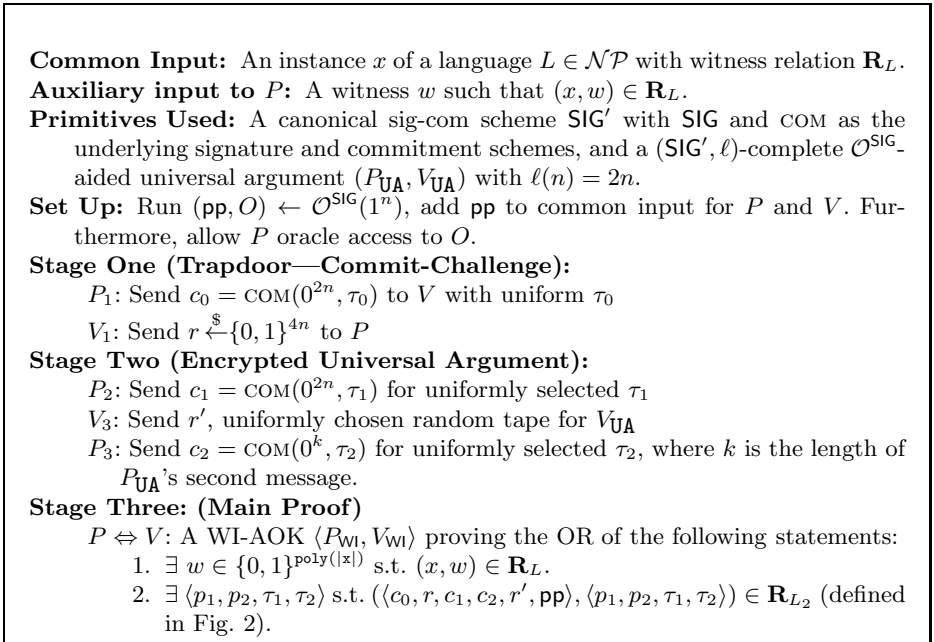 Common Input: An instance x of a language L ∈ 𝒩𝒫 with witness relation R_L.
Auxiliary input to P: A witness w such that (x, w) ∈ R_L.
Primitives Used: A canonical sig-com scheme SIG′ with SIG and COM as the
underlying signature and commitment schemes, and a (SIG′, ℓ)-complete 𝒪^SIG-
aided universal argument (P_UA, V_UA) with ℓ(n) = 2n.
Set Up: Run (pp, O) ← 𝒪^SIG(1^n), add pp to common input for P and V. Fur-
thermore, allow P oracle access to O.
Stage One (Trapdoor—Commit-Challenge):
P_1: Send c_0 = COM(0^{2n}, τ_0) to V with uniform τ_0
V_1: Send r ←$ {0, 1}^{4n} to P
Stage Two (Encrypted Universal Argument):
P_2: Send c_1 = COM(0^{2n}, τ_1) for uniformly selected τ_1
V_3: Send r′, uniformly chosen random tape for V_UA
P_3: Send c_2 = COM(0^k, τ_2) for uniformly selected τ_2, where k is the length of
P_UA's second message.
Stage Three: (Main Proof)
P ⇔ V: A WI-AOK ⟨P_WI, V_WI⟩ proving the OR of the following statements:
1. ∃ w ∈ {0, 1}^{poly(|x|)} s.t. (x, w) ∈ R_L.
2. ∃ ⟨p_1, p_2, τ_1, τ_2⟩ s.t. (⟨c_0, r, c_1, c_2, r′, pp⟩, ⟨p_1, p_2, τ_1, τ_2⟩) ∈ R_{L_2} (defined
in Fig. 2).